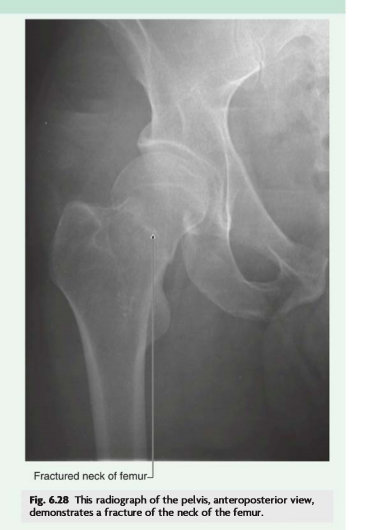 Fractured neck of femur
Fig. 6.28 This radiograph of the pelvis, anteroposterior view,
demonstrates a fracture of the neck of the femur.